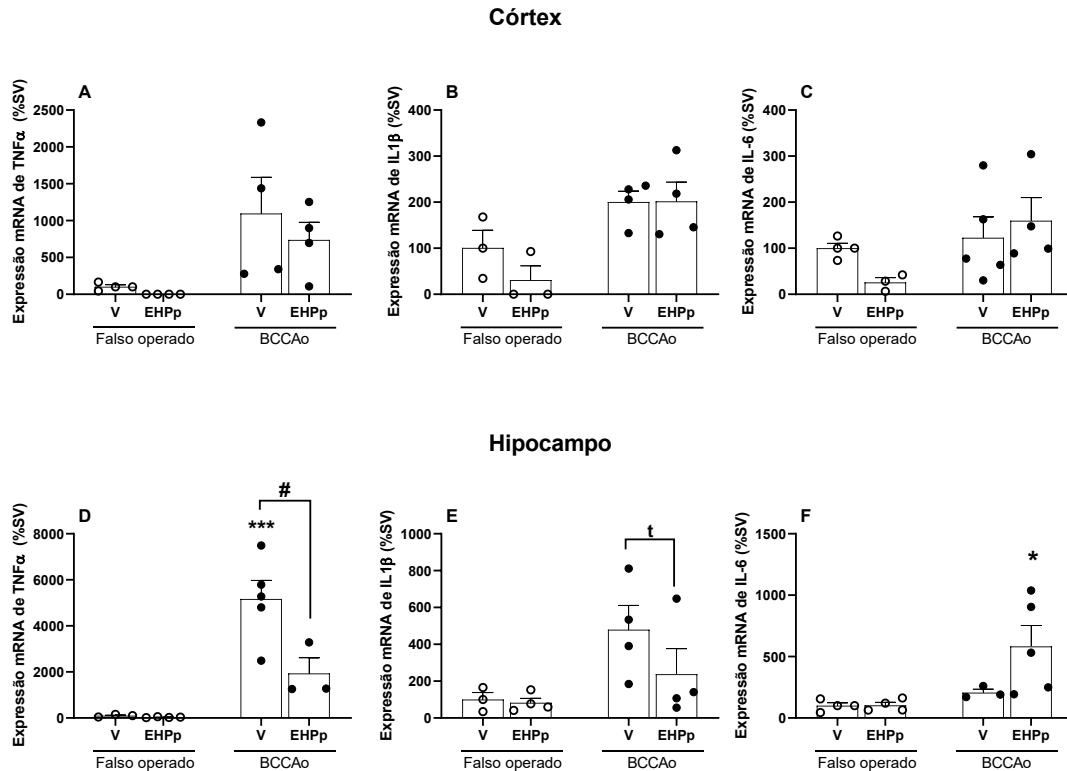 Córtex
A
Expressão mRNA de TNFα (%SV)
2500
2000
1500
1000
500
0
V EHPp V EHPp
Falso operado BCCAo
B
Expressão mRNA de IL1β (%SV)
400
300
200
100
0
V EHPp V EHPp
Falso operado BCCAo
C
Expressão mRNA de IL-6 (%SV)
400
300
200
100
0
V EHPp V EHPp
Falso operado BCCAo
Hipocampo
D
Expressão mRNA de TNFα (%SV)
8000
6000
4000
2000
0
#
***
V EHPp V EHPp
Falso operado BCCAo
E
Expressão mRNA de IL1β (%SV)
1000
800
600
400
200
0
t
V EHPp V EHPp
Falso operado BCCAo
F
Expressão mRNA de IL-6 (%SV)
1500
1000
500
0
*
V EHPp V EHPp
Falso operado BCCAo